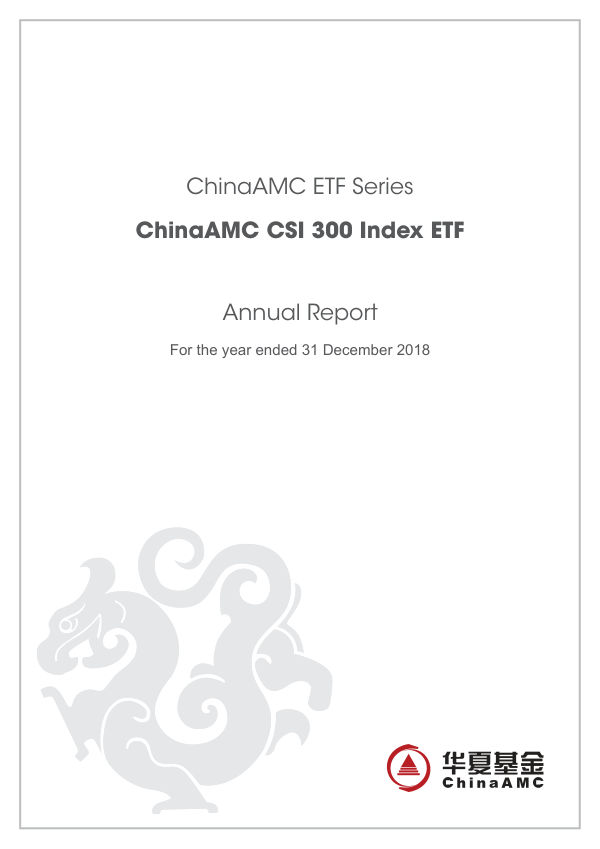 ChinaAMC ETF Series
ChinaAMC CSI 300 Index ETF
Annual Report
For the year ended 31 December 2018
华夏基金
ChinaAMC